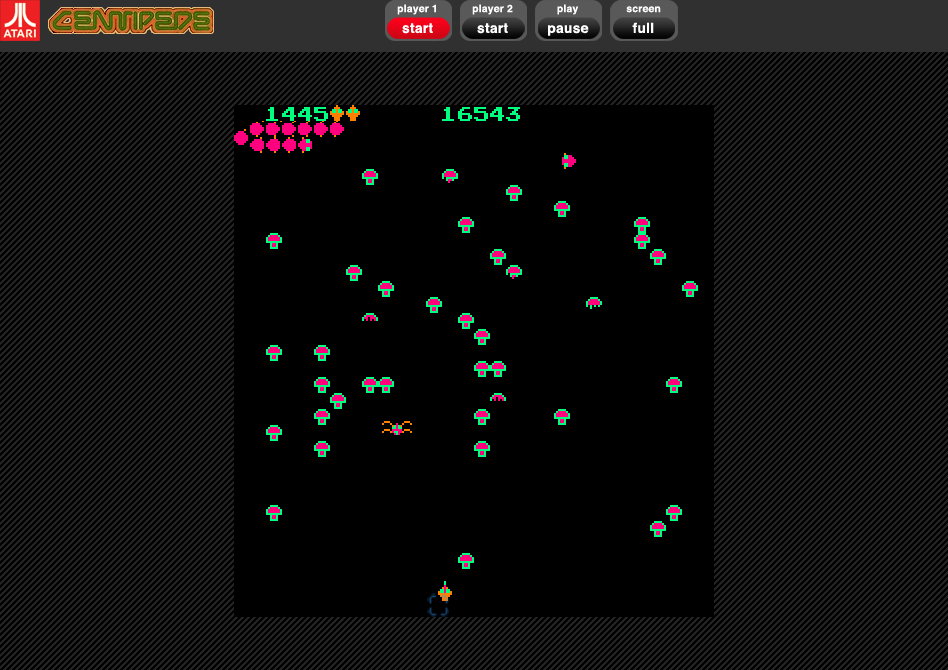 ATARI
CENTIPEDE
player 1
start
player 2
start
play
pause
screen
full
1445
16543